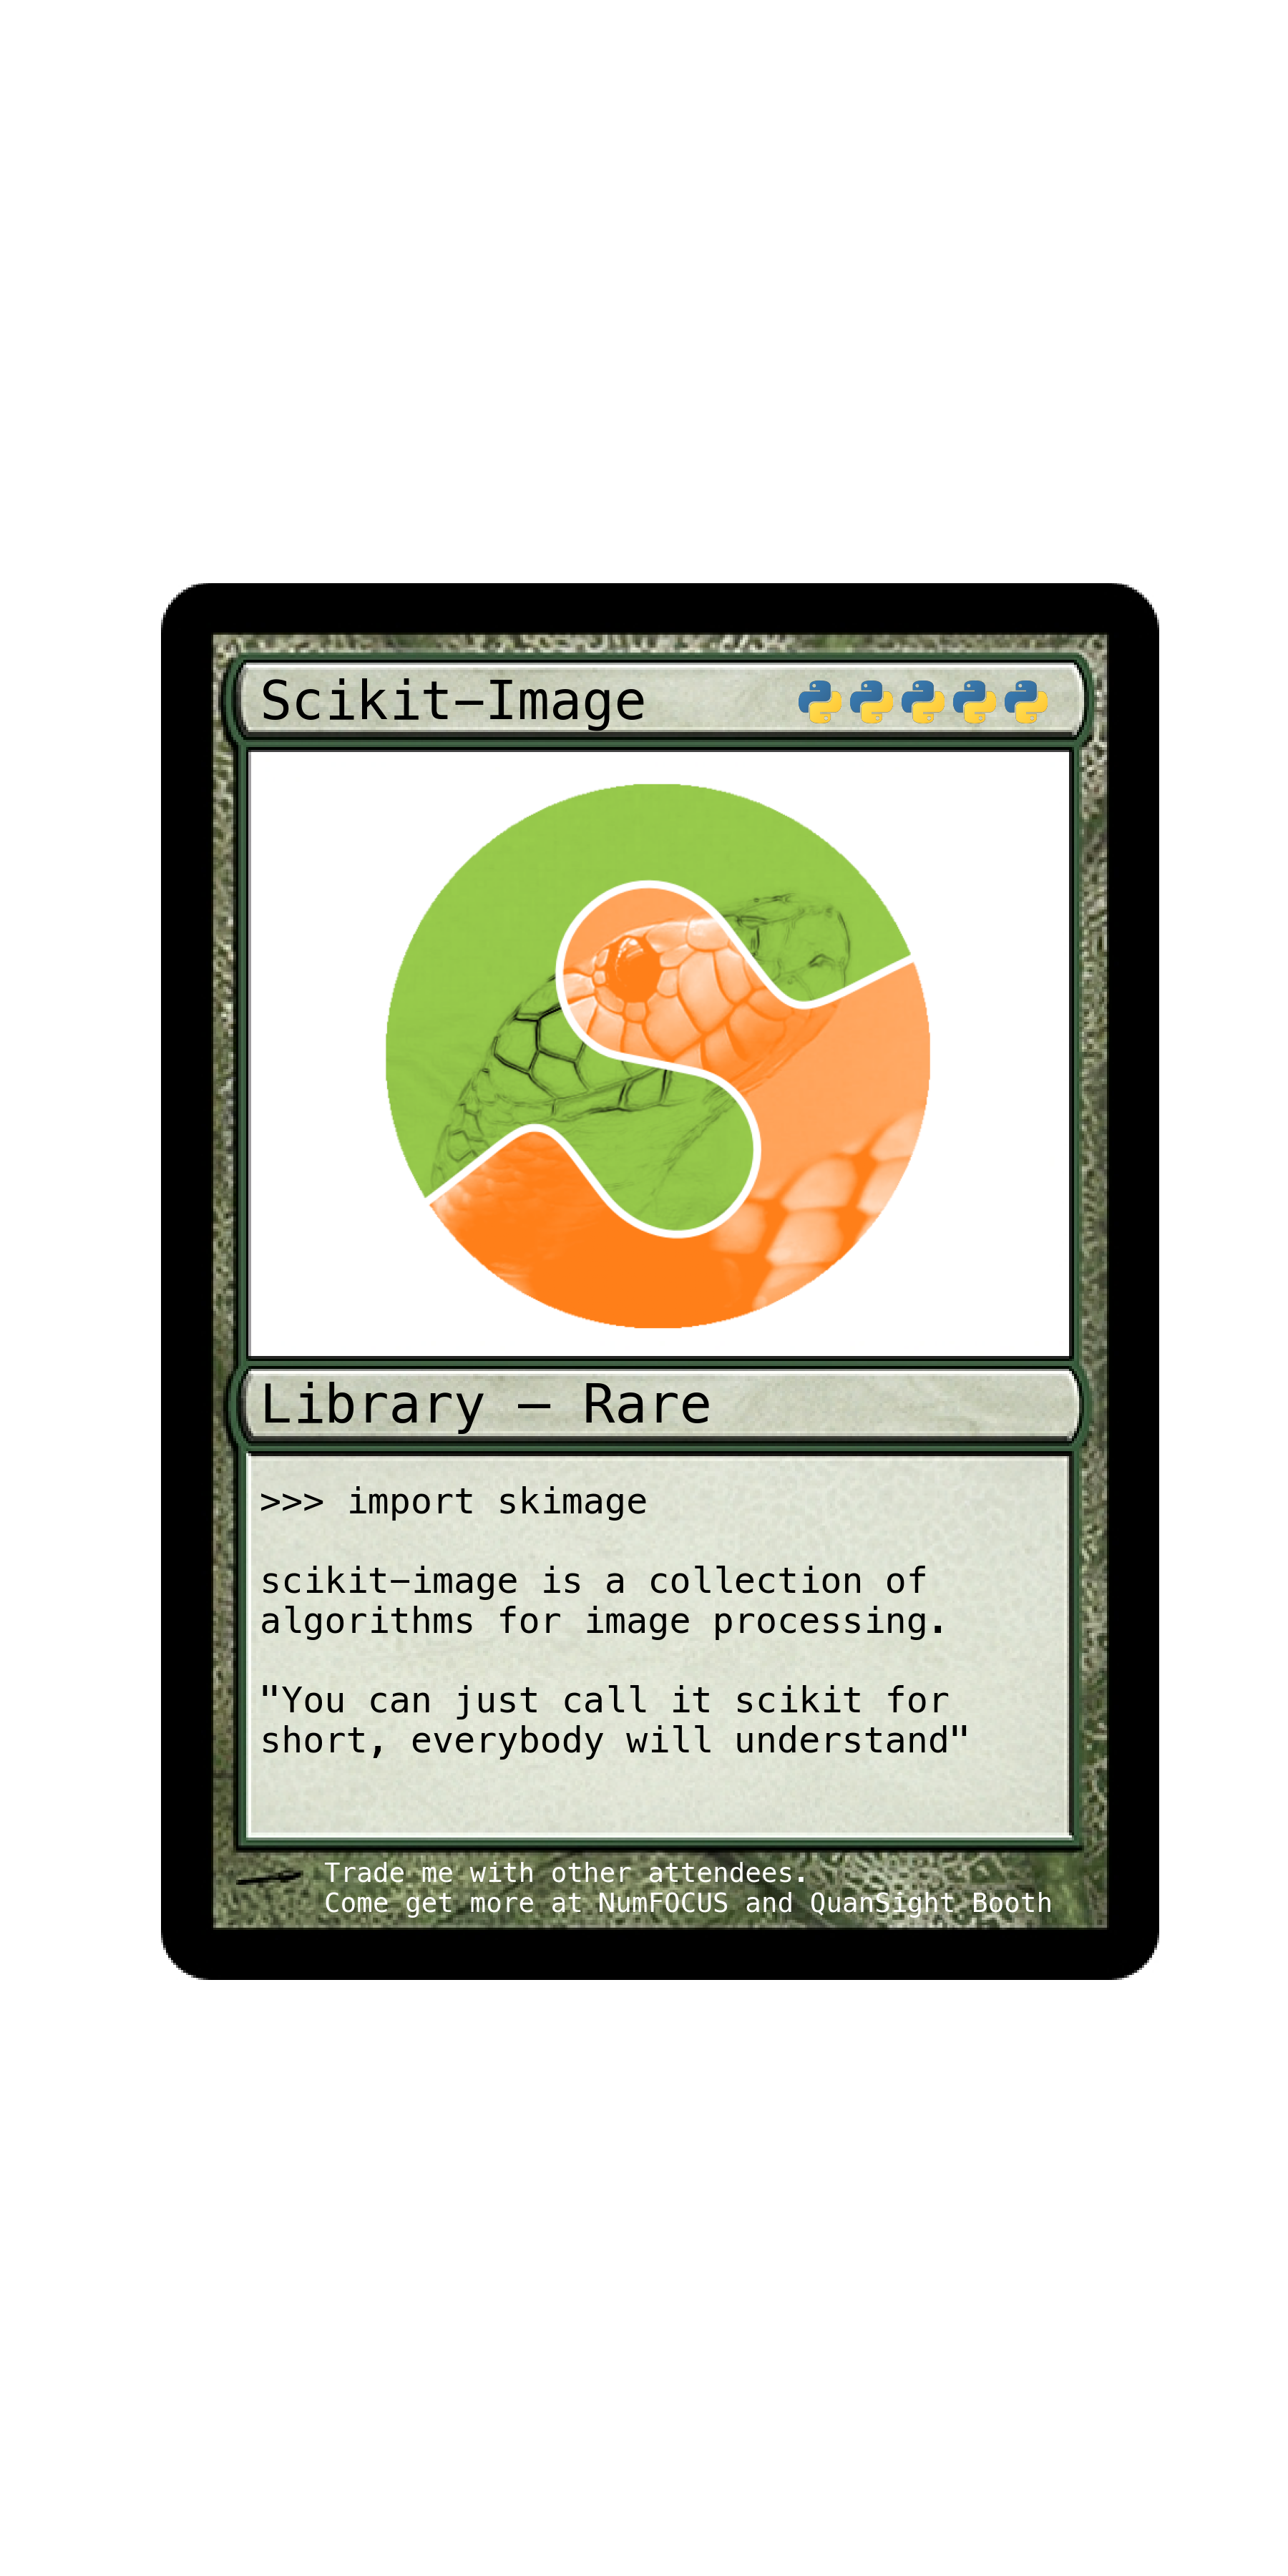 Scikit-Image
Library — Rare
>>> import skimage
scikit-image is a collection of
algorithms for image processing.
"You can just call it scikit for
short, everybody will understand"
Trade me with other attendees.
Come get more at NumFOCUS and QuanSight Booth